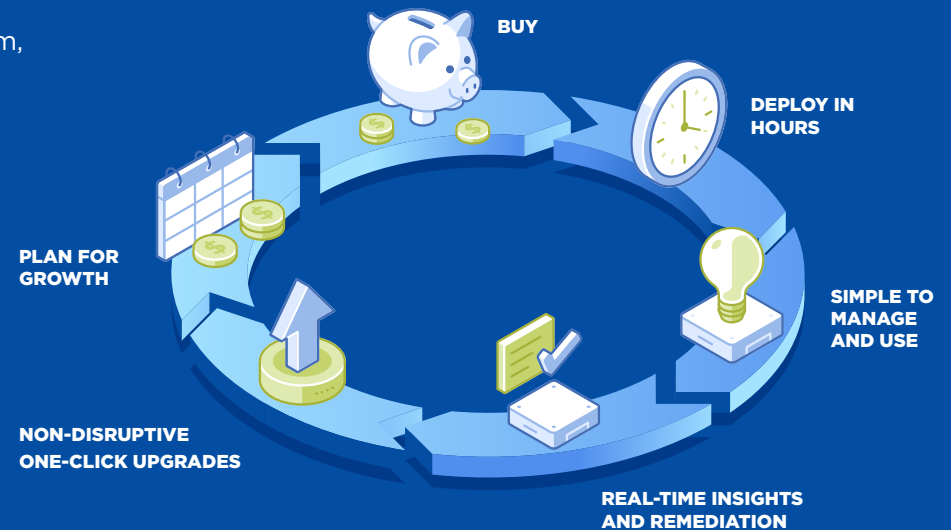 m,
BUY
DEPLOY IN
HOURS
SIMPLE TO
MANAGE
AND USE
REAL-TIME INSIGHTS
AND REMEDIATION
NON-DISRUPTIVE
ONE-CLICK UPGRADES
PLAN FOR
GROWTH